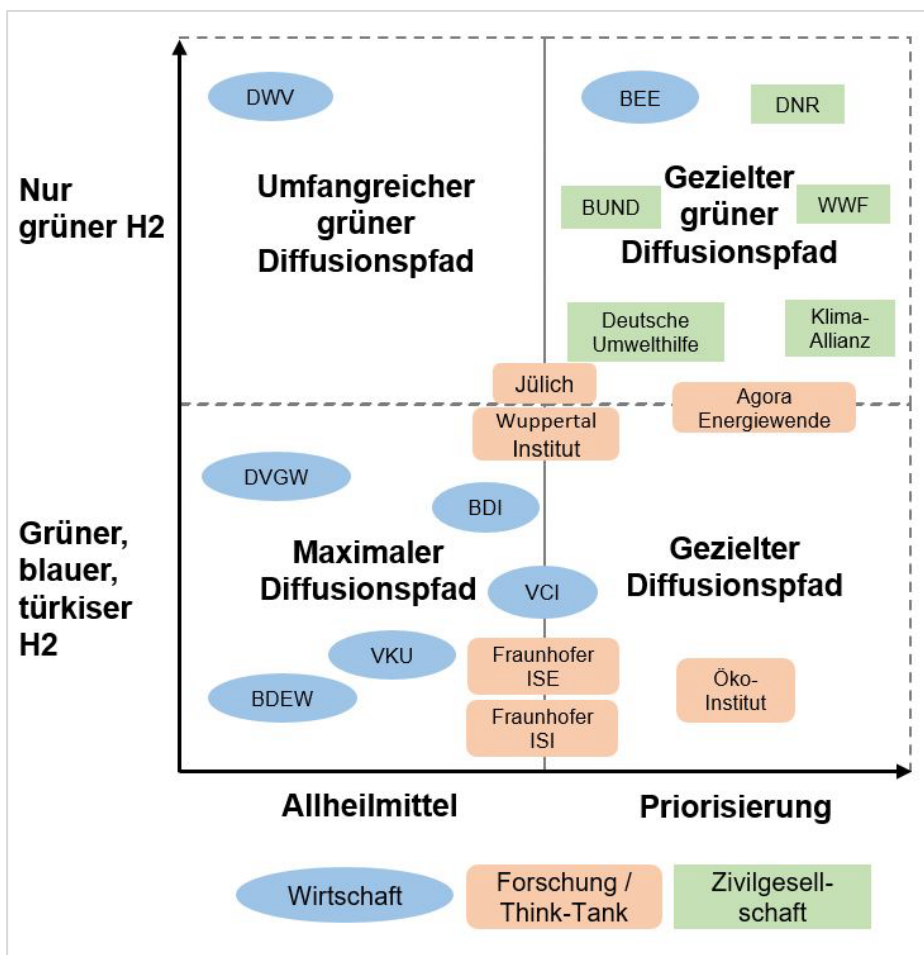 DWV
BEE
DNR
Nur
grüner H2
Umfangreicher
grüner
Diffusionspfad
Gezielter
grüner
Diffusionspfad
BUND
WWF
Deutsche
Umwelthilfe
Klima-
Allianz
Jülich
Agora
Energiewende
Wuppertal
Institut
DVGW
BDI
Grüner,
blauer,
türkiser
H2
Maximaler
Diffusionspfad
Gezielter
Diffusionspfad
VCI
VKU
Fraunhofer
ISE
Öko-
Institut
BDEW
Fraunhofer
ISI
Allheilmittel
Priorisierung
Wirtschaft
Forschung /
Think-Tank
Zivilgesell-
schaft